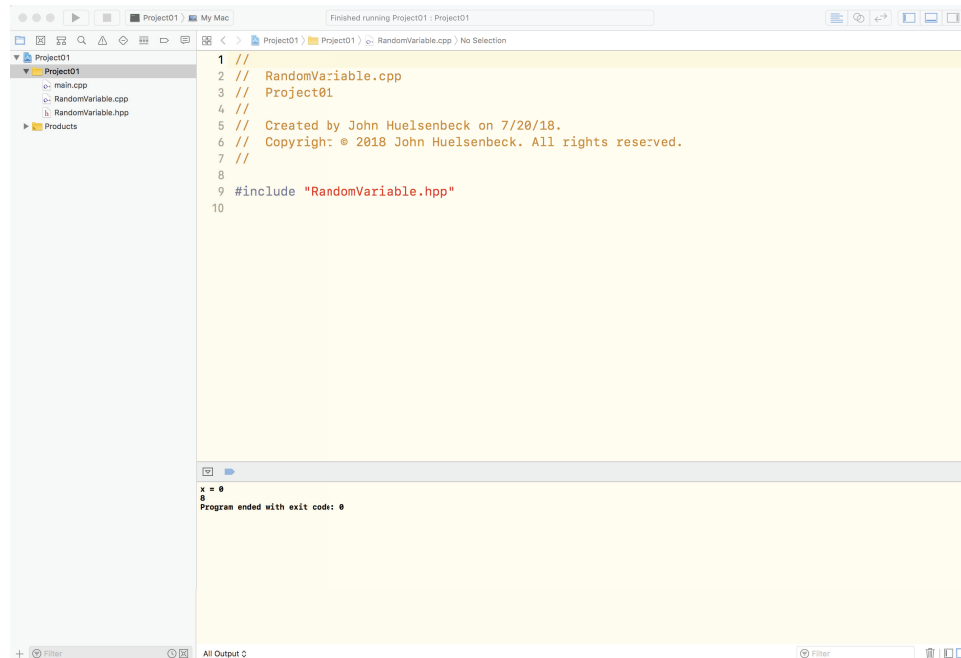 Project01 〉 My Mac
Finished running Project01 : Project01
Project01 〉 Project01 〉 RandomVariable.cpp 〉 No Selection
Project01
Project01
main.cpp
RandomVariable.cpp
RandomVariable.hpp
Products
1 //
2 //  RandomVariable.cpp
3 //  Project01
4 //
5 //  Created by John Huelsenbeck on 7/20/18.
6 //  Copyright © 2018 John Huelsenbeck. All rights reserved.
7 //
8
9 #include "RandomVariable.hpp"
10
x = 0
8
Program ended with exit code: 0
Filter
All Output
Filter